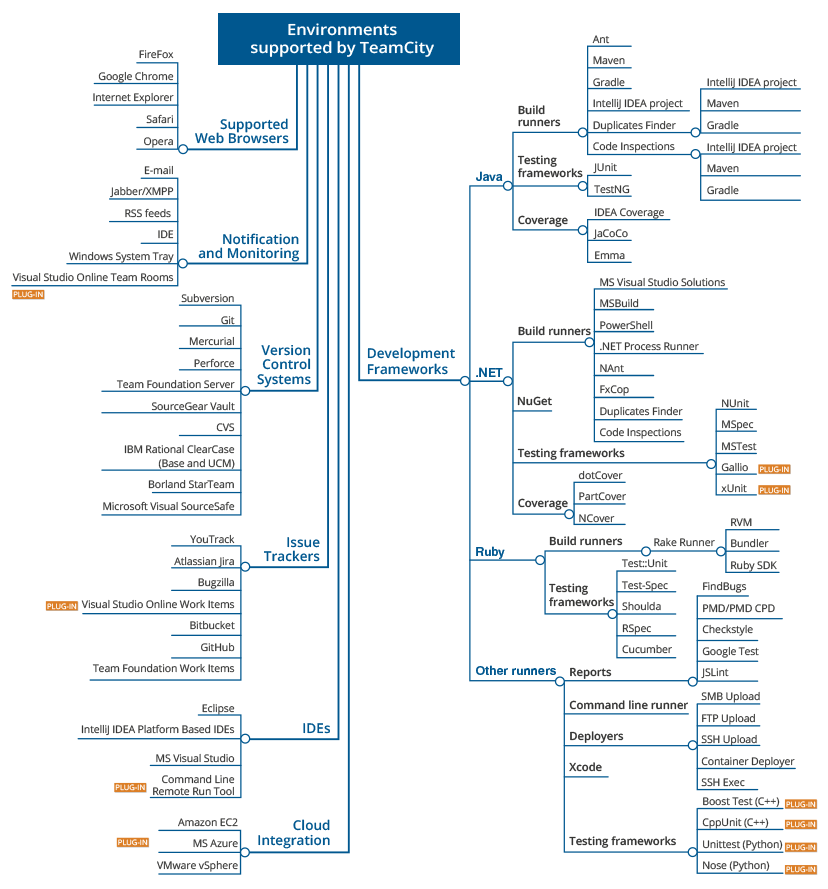 Environments
supported by TeamCity
FireFox
Google Chrome
Internet Explorer
Safari
Opera
Supported
Web Browsers
E-mail
Jabber/XMPP
RSS feeds
IDE
Windows System Tray
Visual Studio Online Team Rooms
PLUG-IN
Notification
and Monitoring
Subversion
Git
Mercurial
Perforce
Team Foundation Server
SourceGear Vault
CVS
IBM Rational ClearCase
(Base and UCM)
Borland StarTeam
Microsoft Visual SourceSafe
Version
Control
Systems
YouTrack
Atlassian Jira
Bugzilla
PLUG-IN Visual Studio Online Work Items
Bitbucket
GitHub
Team Foundation Work Items
Issue
Trackers
Eclipse
IntelliJ IDEA Platform Based IDEs
MS Visual Studio
PLUG-IN
Command Line
Remote Run Tool
IDEs
Amazon EC2
PLUG-IN MS Azure
VMware vSphere
Cloud
Integration
Development
Frameworks
Java
Build
runners
Ant
Maven
Gradle
IntelliJ IDEA project
Duplicates Finder
IntelliJ IDEA project
Maven
Gradle
Code Inspections
IntelliJ IDEA project
Maven
Gradle
Testing
frameworks
JUnit
TestNG
Coverage
IDEA Coverage
JaCoCo
Emma
.NET
Build runners
MS Visual Studio Solutions
MSBuild
PowerShell
.NET Process Runner
NAnt
FxCop
Duplicates Finder
Code Inspections
NuGet
Testing frameworks
NUnit
MSpec
MSTest
Gallio PLUG-IN
xUnit PLUG-IN
Coverage
dotCover
PartCover
NCover
Ruby
Build runners
Rake Runner
RVM
Bundler
Ruby SDK
Testing
frameworks
Test::Unit
Test-Spec
Shoulda
RSpec
Cucumber
Other runners
Reports
FindBugs
PMD/PMD CPD
Checkstyle
Google Test
JSLint
Command line runner
Deployers
SMB Upload
FTP Upload
SSH Upload
Container Deployer
SSH Exec
Xcode
Testing frameworks
Boost Test (C++) PLUG-IN
CppUnit (C++) PLUG-IN
Unittest (Python) PLUG-IN
Nose (Python) PLUG-IN